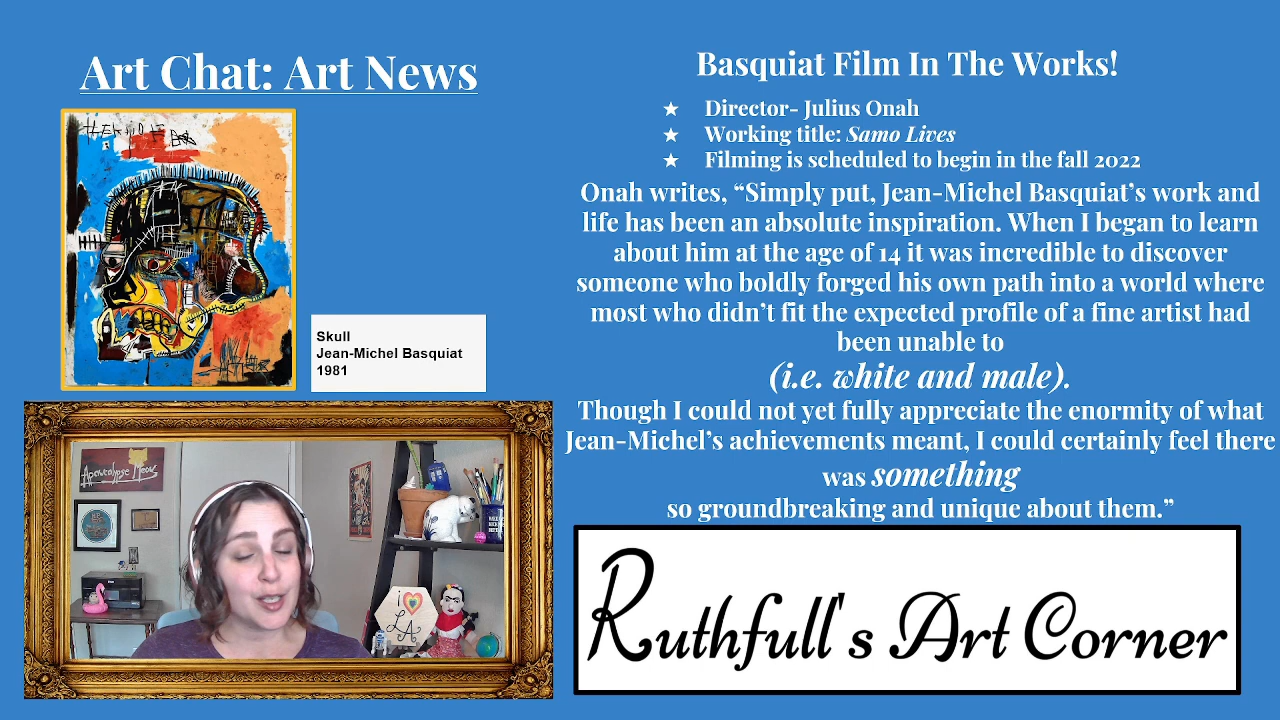 Art Chat: Art News
Skull
Jean-Michel Basquiat
1981
Apocalypse Meow
i
LA
Basquiat Film In The Works!
★ Director- Julius Onah
★ Working title: Samo Lives
★ Filming is scheduled to begin in the fall 2022
Onah writes, “Simply put, Jean-Michel Basquiat’s work and
life has been an absolute inspiration. When I began to learn
about him at the age of 14 it was incredible to discover
someone who boldly forged his own path into a world where
most who didn’t fit the expected profile of a fine artist had
been unable to
(i.e. white and male).
Though I could not yet fully appreciate the enormity of what
Jean-Michel’s achievements meant, I could certainly feel there
was something
so groundbreaking and unique about them.”
Ruthfull's Art Corner